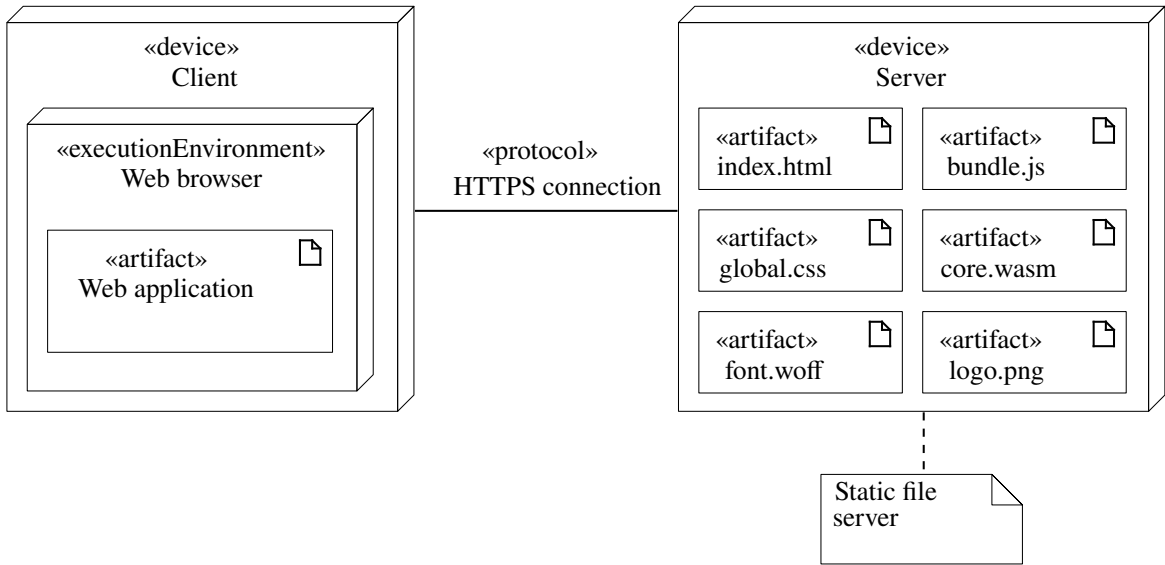 «device»
Client
«executionEnvironment»
Web browser
«artifact»
Web application
«protocol»
HTTPS connection
«device»
Server
«artifact»
index.html
«artifact»
bundle.js
«artifact»
global.css
«artifact»
core.wasm
«artifact»
font.woff
«artifact»
logo.png
Static file
server